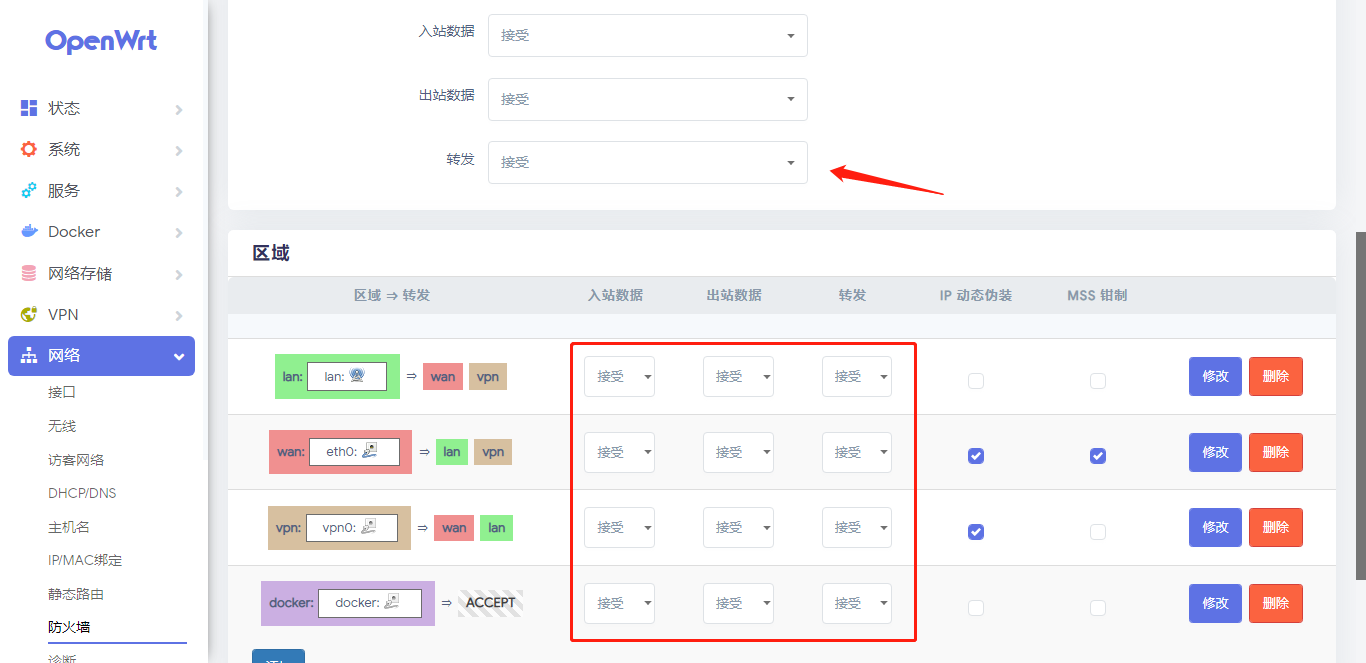 OpenWrt
状态
系统
服务
Docker
网络存储
VPN
网络
接口
无线
访客网络
DHCP/DNS
主机名
IP/MAC绑定
静态路由
防火墙
诊断
入站数据 接受
出站数据 接受
转发 接受
区域
区域 ⇒ 转发 入站数据 出站数据 转发 IP 动态伪装 MSS 钳制
lan: lan: ⇒ wan vpn 接受 接受 接受 修改 删除
wan: eth0: ⇒ lan vpn 接受 接受 接受 修改 删除
vpn: vpn0: ⇒ wan lan 接受 接受 接受 修改 删除
docker: docker: ⇒ ACCEPT 接受 接受 接受 修改 删除